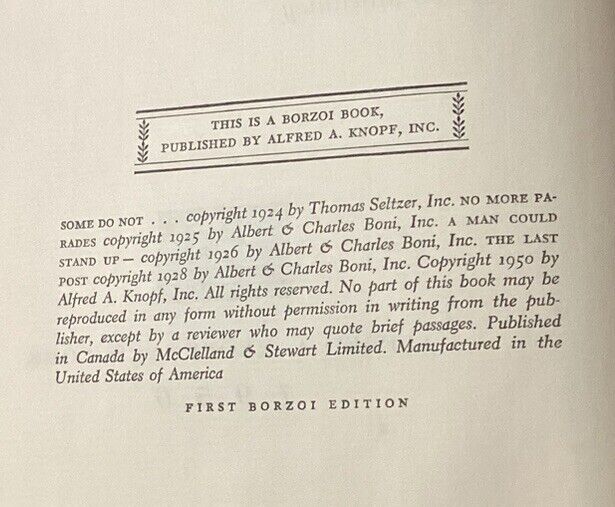 THIS IS A BORZOI BOOK,
PUBLISHED BY ALFRED A. KNOPF, INC.
SOME DO NOT . . . copyright 1924 by Thomas Seltzer, Inc. NO MORE PA-
RADES copyright 1925 by Albert & Charles Boni, Inc. A MAN COULD
STAND UP— copyright 1926 by Albert & Charles Boni, Inc. THE LAST
POST copyright 1928 by Albert & Charles Boni, Inc. Copyright 1950 by
Alfred A. Knopf, Inc. All rights reserved. No part of this book may be
reproduced in any form without permission in writing from the pub-
lisher, except by a reviewer who may quote brief passages. Published
in Canada by McClelland & Stewart Limited. Manufactured in the
United States of America
FIRST BORZOI EDITION